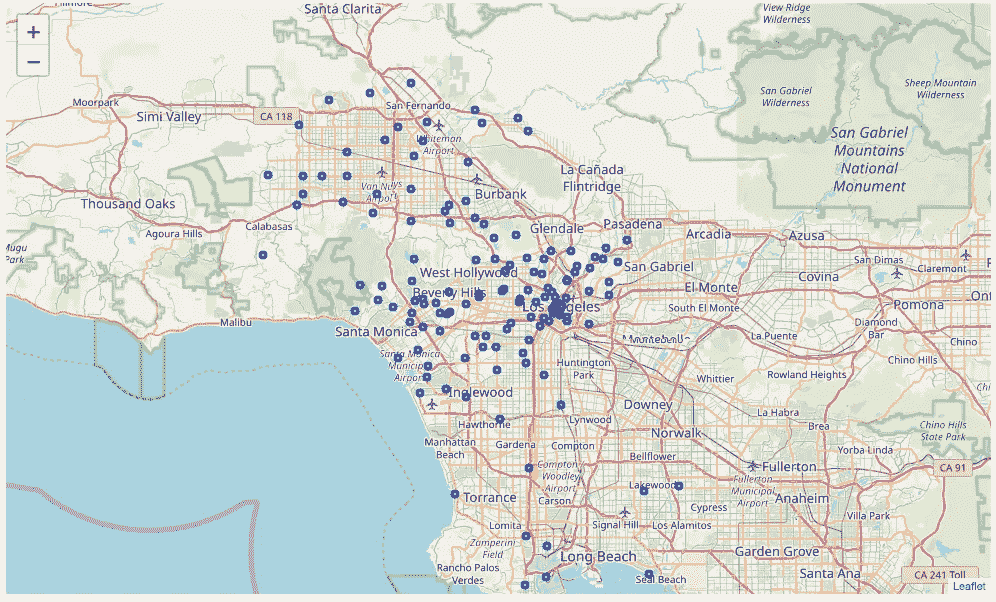 Santa Clarita
View Ridge
Wilderness
+
−
San Gabriel
Wilderness
Sheep Mountain
Wilderness
Moorpark
Simi Valley
CA 118
San Fernando
Whiteman
Airport
San Gabriel
Mountains
National
Monument
La Cañada
Flintridge
Van Nuys
Airport
Burbank
Thousand Oaks
Agoura Hills
Calabasas
Glendale
Pasadena
Arcadia
Azusa
San Dimas
Claremont
Mugu
Park
West Hollywood
San Gabriel
Covina
Beverly Hills
El Monte
Los Angeles
South El Monte
Pomona
Malibu
Santa Monica
Montebello
La Puente
Diamond
Bar
Chino
Santa Monica
Municipal
Airport
Huntington
Park
Whittier
Rowland Heights
Chino Hills
Inglewood
Downey
La Habra
Brea
Chino Hills
State Park
Hawthorne
Lynwood
Norwalk
Manhattan
Beach
Gardena
Compton
Bellflower
Yorba Linda
CA 91
Compton
Woodley
Airport
Fullerton
Fullerton
Municipal
Airport
Torrance
Carson
Lakewood
Cypress
Anaheim
Villa Park
Lomita
Signal Hill
Los Alamitos
Zamperini
Field
Long Beach
Garden Grove
Rancho Palos
Verdes
Seal Beach
Santa Ana
CA 241 Toll
Leaflet